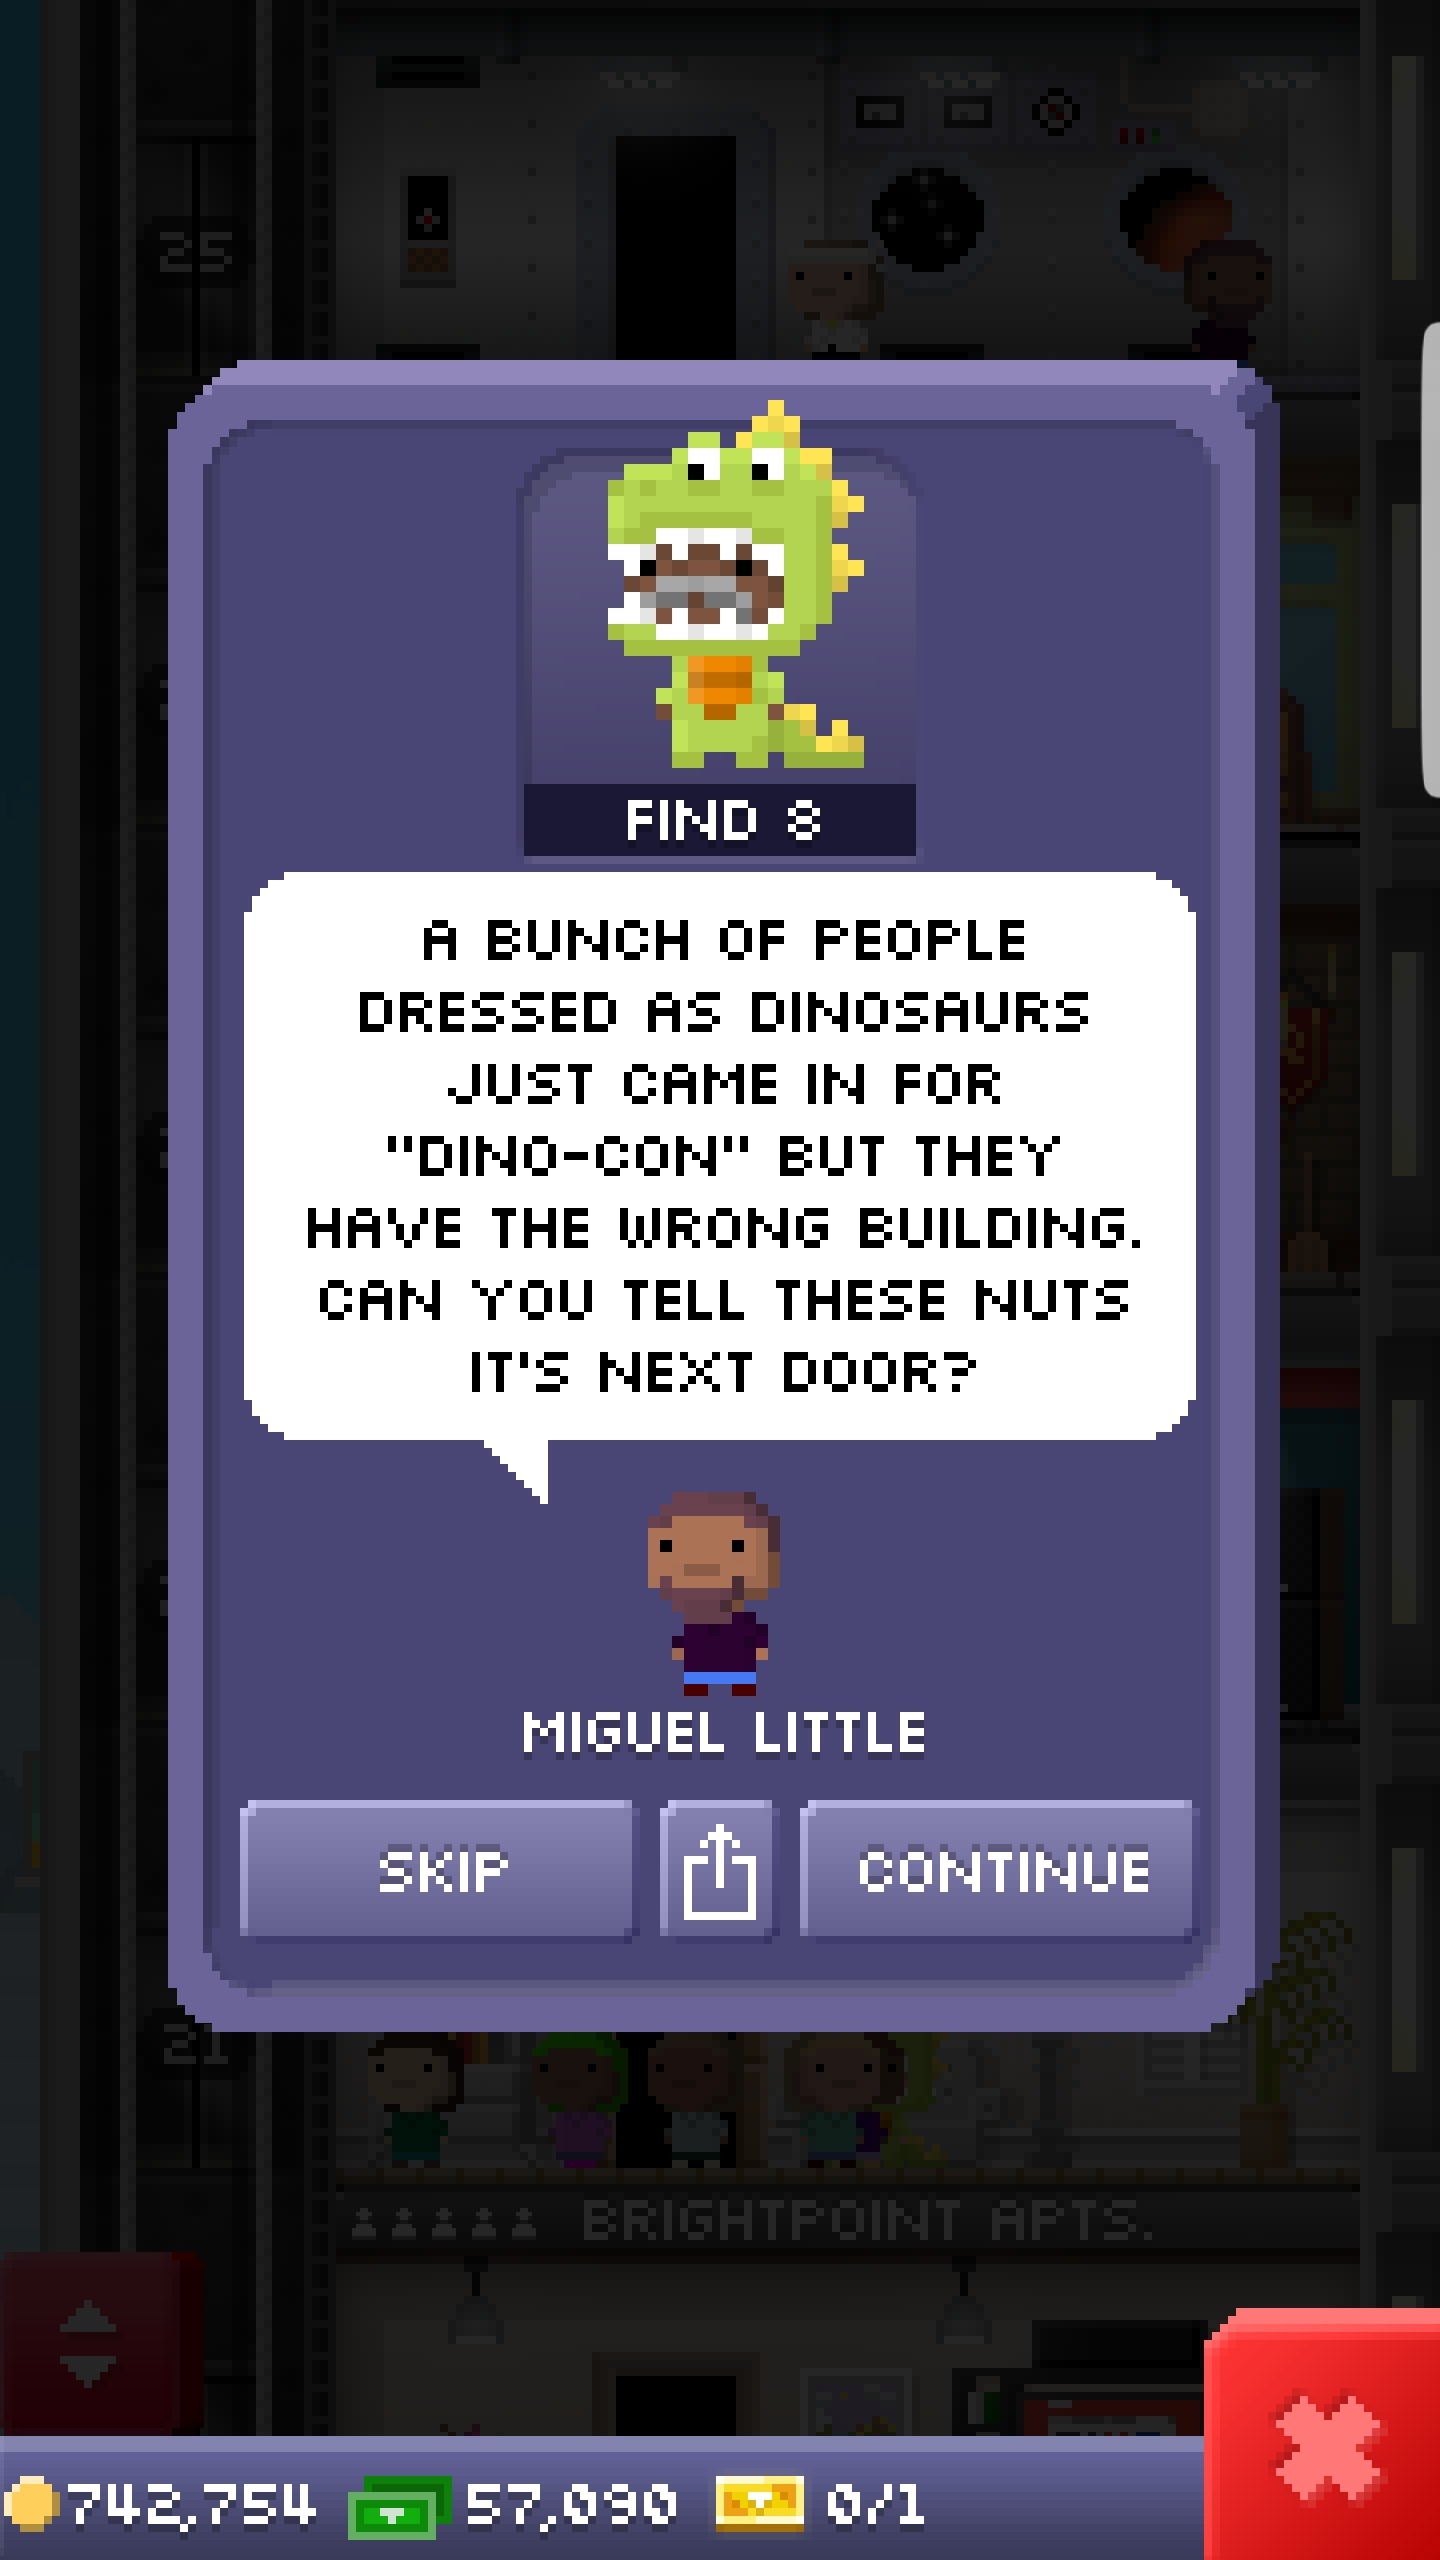 25
FIND 8
A BUNCH OF PEOPLE
DRESSED AS DINOSAURS
JUST CAME IN FOR
"DINO-CON" BUT THEY
HAVE THE WRONG BUILDING.
CAN YOU TELL THESE NUTS
IT'S NEXT DOOR?
MIGUEL LITTLE
SKIP
CONTINUE
21
BRIGHTPOINT APTS.
742,754
57,090
0/1